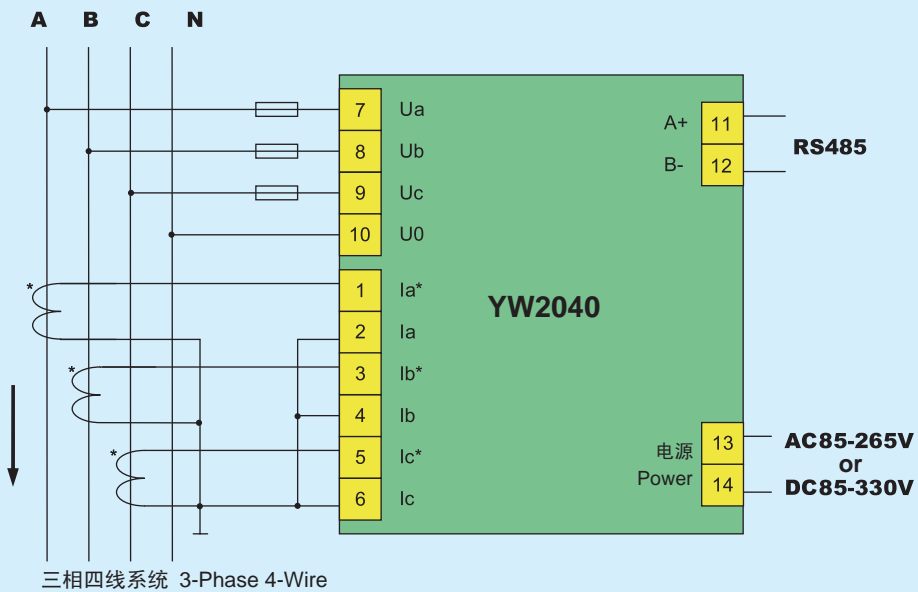 A B C N
7 Ua
8 Ub
9 Uc
10 U0
1 Ia*
2 Ia
3 Ib*
4 Ib
5 Ic*
6 Ic
*
*
*
YW2040
A+ 11
B- 12
RS485
电源 13
Power 14
AC85-265V
or
DC85-330V
三相四线系统 3-Phase 4-Wire